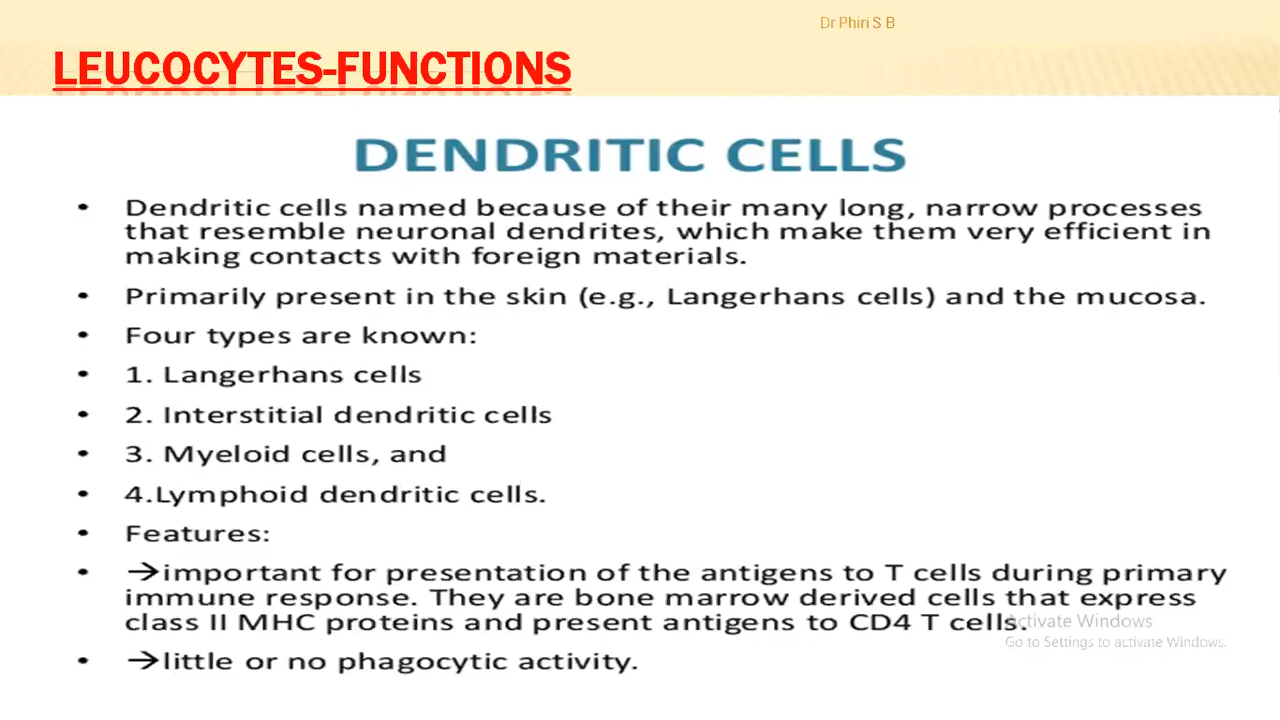 Dr Phiri S B
LEUCOCYTES-FUNCTIONS
DENDRITIC CELLS
• Dendritic cells named because of their many long, narrow processes
that resemble neuronal dendrites, which make them very efficient in
making contacts with foreign materials.
• Primarily present in the skin (e.g., Langerhans cells) and the mucosa.
• Four types are known:
• 1. Langerhans cells
• 2. Interstitial dendritic cells
• 3. Myeloid cells, and
• 4.Lymphoid dendritic cells.
• Features:
• →important for presentation of the antigens to T cells during primary
immune response. They are bone marrow derived cells that express
class II MHC proteins and present antigens to CD4 T cells.
Activate Windows
Go to Settings to activate Windows.
• →little or no phagocytic activity.